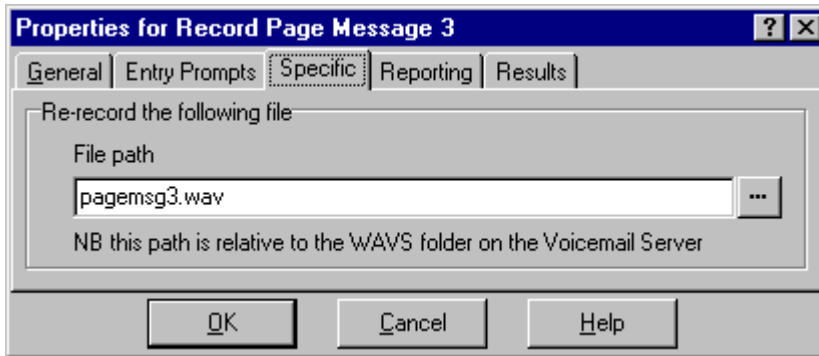 Properties for Record Page Message 3
? ×
General Entry Prompts Specific Reporting Results
Re-record the following file
File path
pagemsg3.wav ...
NB this path is relative to the WAVS folder on the Voicemail Server
OK Cancel Help